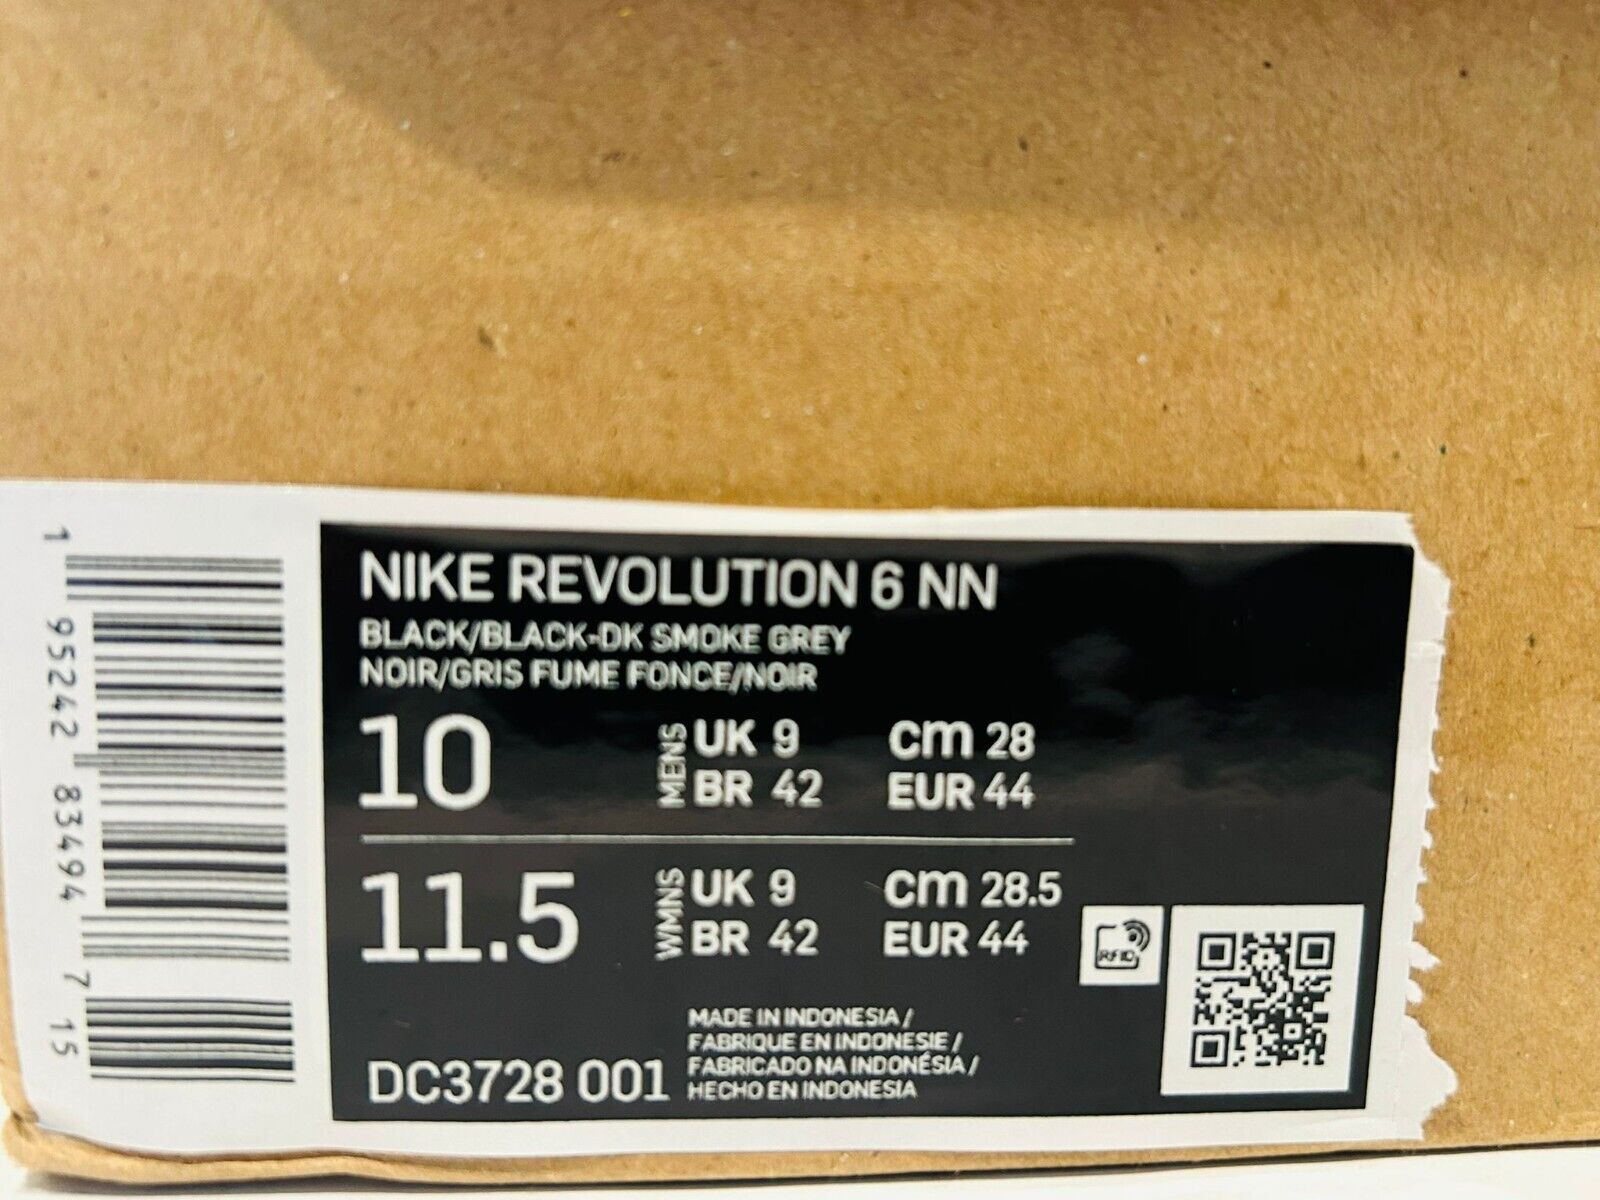 NIKE REVOLUTION 6 NN
BLACK/BLACK-DK SMOKE GREY
NOIR/GRIS FUME FONCE/NOIR
10 MENS UK 9 cm 28
BR 42 EUR 44
11.5 WMNS UK 9 cm 28.5
BR 42 EUR 44
RFID
MADE IN INDONESIA /
FABRIQUE EN INDONESIE /
FABRICADO NA INDONÉSIA /
HECHO EN INDONESIA
DC3728 001
1 95242 83494 7 15